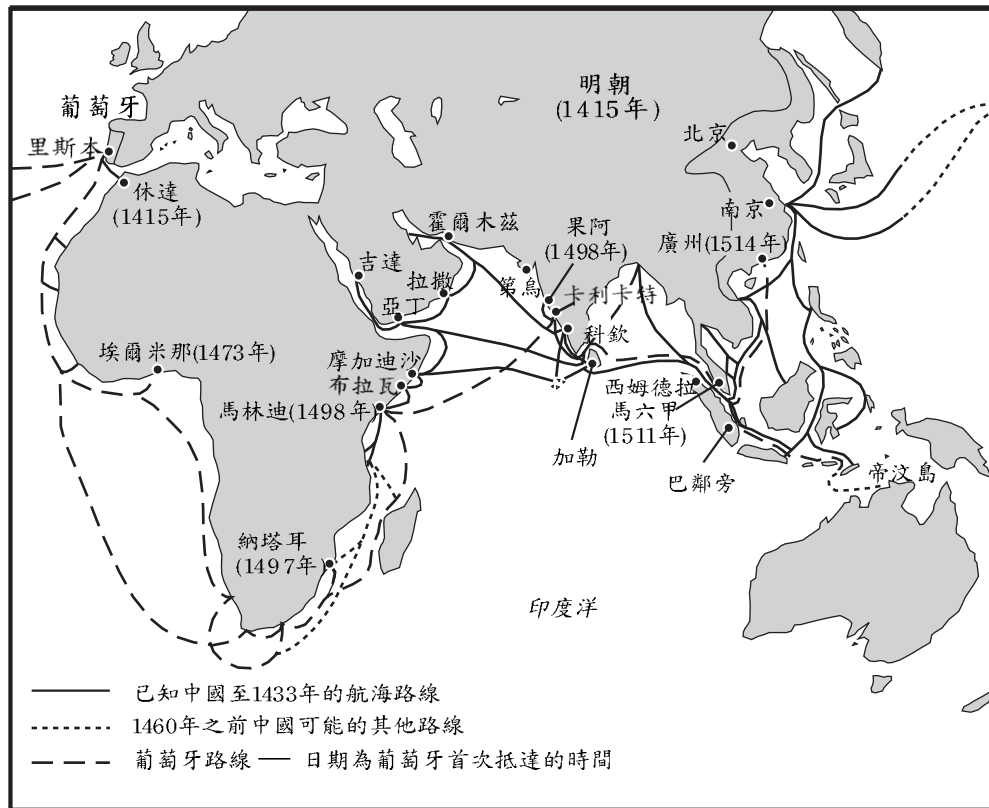 明朝
(1415年)
葡萄牙
北京
里斯本
休達
(1415年)
南京
霍爾木茲
果阿
(1498年)
廣州(1514年)
吉達
拉撒
第烏
卡利卡特
亞丁
科欽
埃爾米那(1473年)
摩加迪沙
布拉瓦
西姆德拉
馬林迪(1498年)
馬六甲
(1511年)
加勒
巴鄰旁
帝汶島
納塔耳
(1497年)
印度洋
已知中國至1433年的航海路線
1460年之前中國可能的其他路線
葡萄牙路線 — 日期為葡萄牙首次抵達的時間